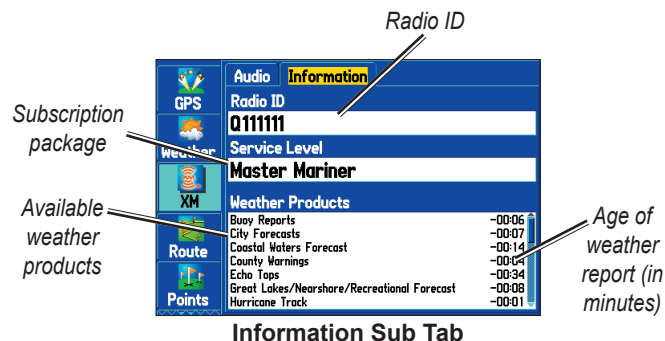 Radio ID
Audio
Information
GPS
Radio ID
Q111111
Subscription
package
Weather
Service Level
Master Mariner
XM
Weather Products
Available
weather
products
Buoy Reports -00:06
City Forecasts -00:07
Coastal Waters Forecast -00:14
County Warnings -00:04
Echo Tops -00:34
Great Lakes/Nearshore/Recreational Forecast -00:08
Hurricane Track -00:01
Route
Points
Age of
weather
report (in
minutes)
Information Sub Tab